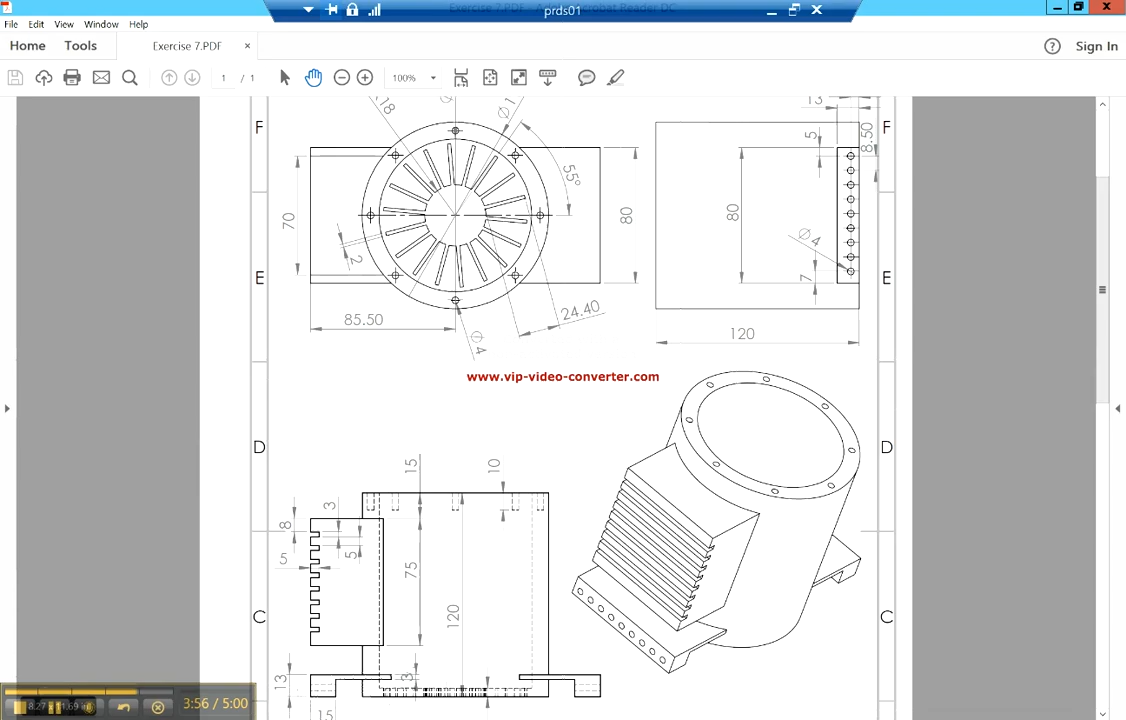 prds01
File Edit View Window Help
Home Tools Exercise 7.PDF × Sign In
1 / 1 100%
F 18 Ø 13 5 8.50 F
55°
70 80 80
2 Ø4
E 7 E
24.40
85.50 Ø4 120
www.vip-video-converter.com
D D
15 10
3
8
5 5
75
120
C C
3
13
15
3:56 / 5:00